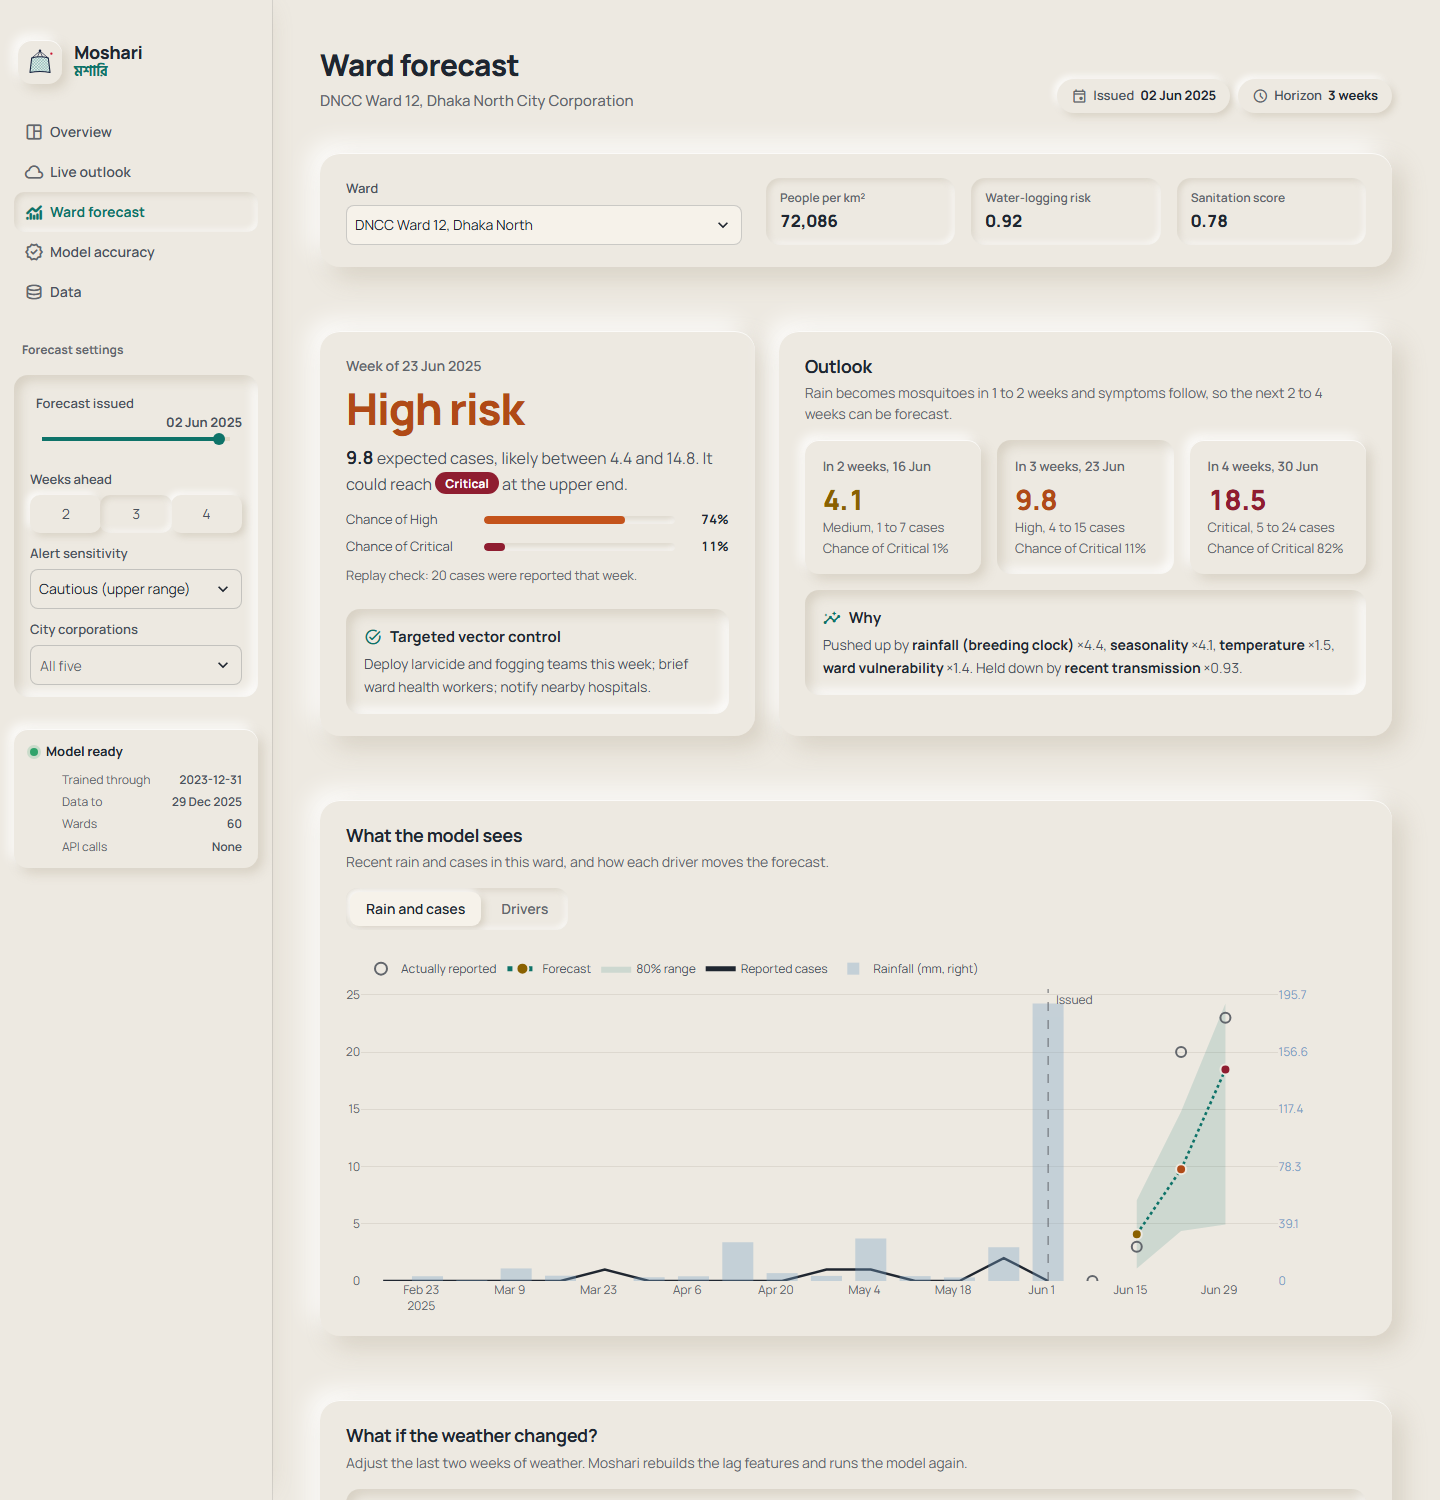 Moshari
মশারি
Overview
Live outlook
Ward forecast
Model accuracy
Data
Forecast settings
Forecast issued
02 Jun 2025
Weeks ahead
2 3 4
Alert sensitivity
Cautious (upper range)
City corporations
All five
Model ready
Trained through 2023-12-31
Data to 29 Dec 2025
Wards 60
API calls None
Ward forecast
DNCC Ward 12, Dhaka North City Corporation
Issued 02 Jun 2025
Horizon 3 weeks
Ward
DNCC Ward 12, Dhaka North
People per km²
72,086
Water-logging risk
0.92
Sanitation score
0.78
Week of 23 Jun 2025
High risk
9.8 expected cases, likely between 4.4 and 14.8. It
could reach Critical at the upper end.
Chance of High 74%
Chance of Critical 11%
Replay check: 20 cases were reported that week.
Targeted vector control
Deploy larvicide and fogging teams this week; brief
ward health workers; notify nearby hospitals.
Outlook
Rain becomes mosquitoes in 1 to 2 weeks and symptoms follow, so the next 2 to 4
weeks can be forecast.
In 2 weeks, 16 Jun
4.1
Medium, 1 to 7 cases
Chance of Critical 1%
In 3 weeks, 23 Jun
9.8
High, 4 to 15 cases
Chance of Critical 11%
In 4 weeks, 30 Jun
18.5
Critical, 5 to 24 cases
Chance of Critical 82%
Why
Pushed up by rainfall (breeding clock) ×4.4, seasonality ×4.1, temperature ×1.5,
ward vulnerability ×1.4. Held down by recent transmission ×0.93.
What the model sees
Recent rain and cases in this ward, and how each driver moves the forecast.
Rain and cases Drivers
Actually reported Forecast 80% range Reported cases Rainfall (mm, right)
25 195.7
Issued
20 156.6
15 117.4
10 78.3
5 39.1
0 0
Feb 23 Mar 9 Mar 23 Apr 6 Apr 20 May 4 May 18 Jun 1 Jun 15 Jun 29
2025
What if the weather changed?
Adjust the last two weeks of weather. Moshari rebuilds the lag features and runs the model again.